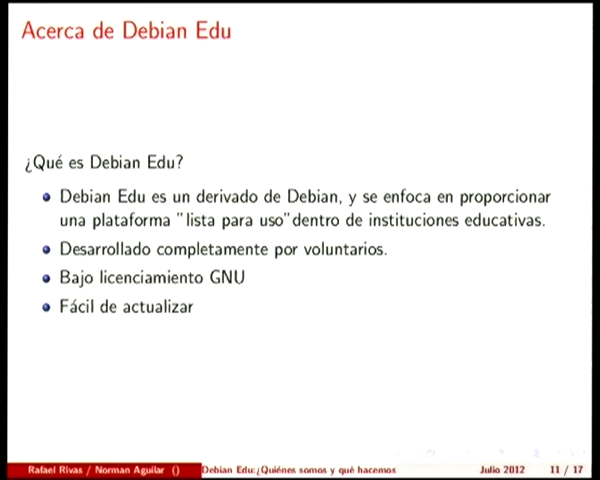 Acerca de Debian Edu
¿Qué es Debian Edu?
Debian Edu es un derivado de Debian, y se enfoca en proporcionar
una plataforma "lista para uso"dentro de instituciones educativas.
Desarrollado completamente por voluntarios.
Bajo licenciamiento GNU
Fácil de actualizar
Rafael Rivas / Norman Aguilar () Debian Edu:¿Quiénes somos y qué hacemos Julio 2012 11 / 17